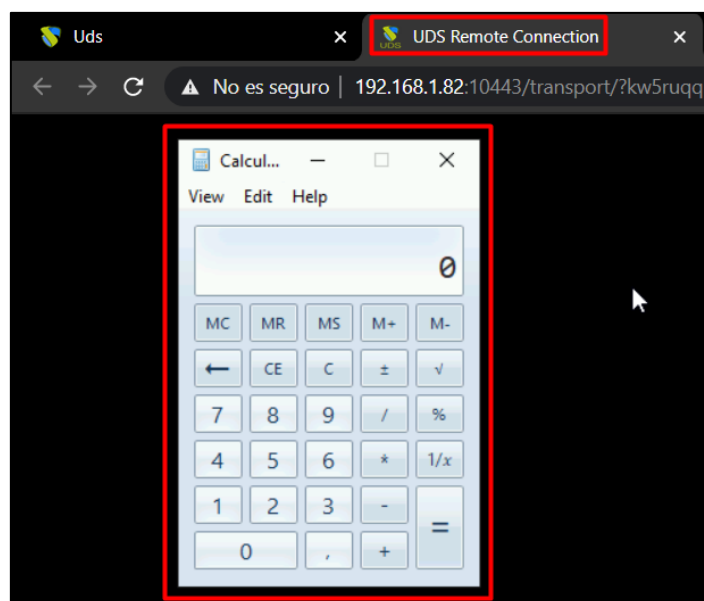 Uds × UDS UDS Remote Connection ×
No es seguro | 192.168.1.82:10443/transport/?kw5ruqq
Calcul...
View Edit Help
0
MC MR MS M+ M-
← CE C ± √
7 8 9 / %
4 5 6 * 1/x
1 2 3 - =
0 , +